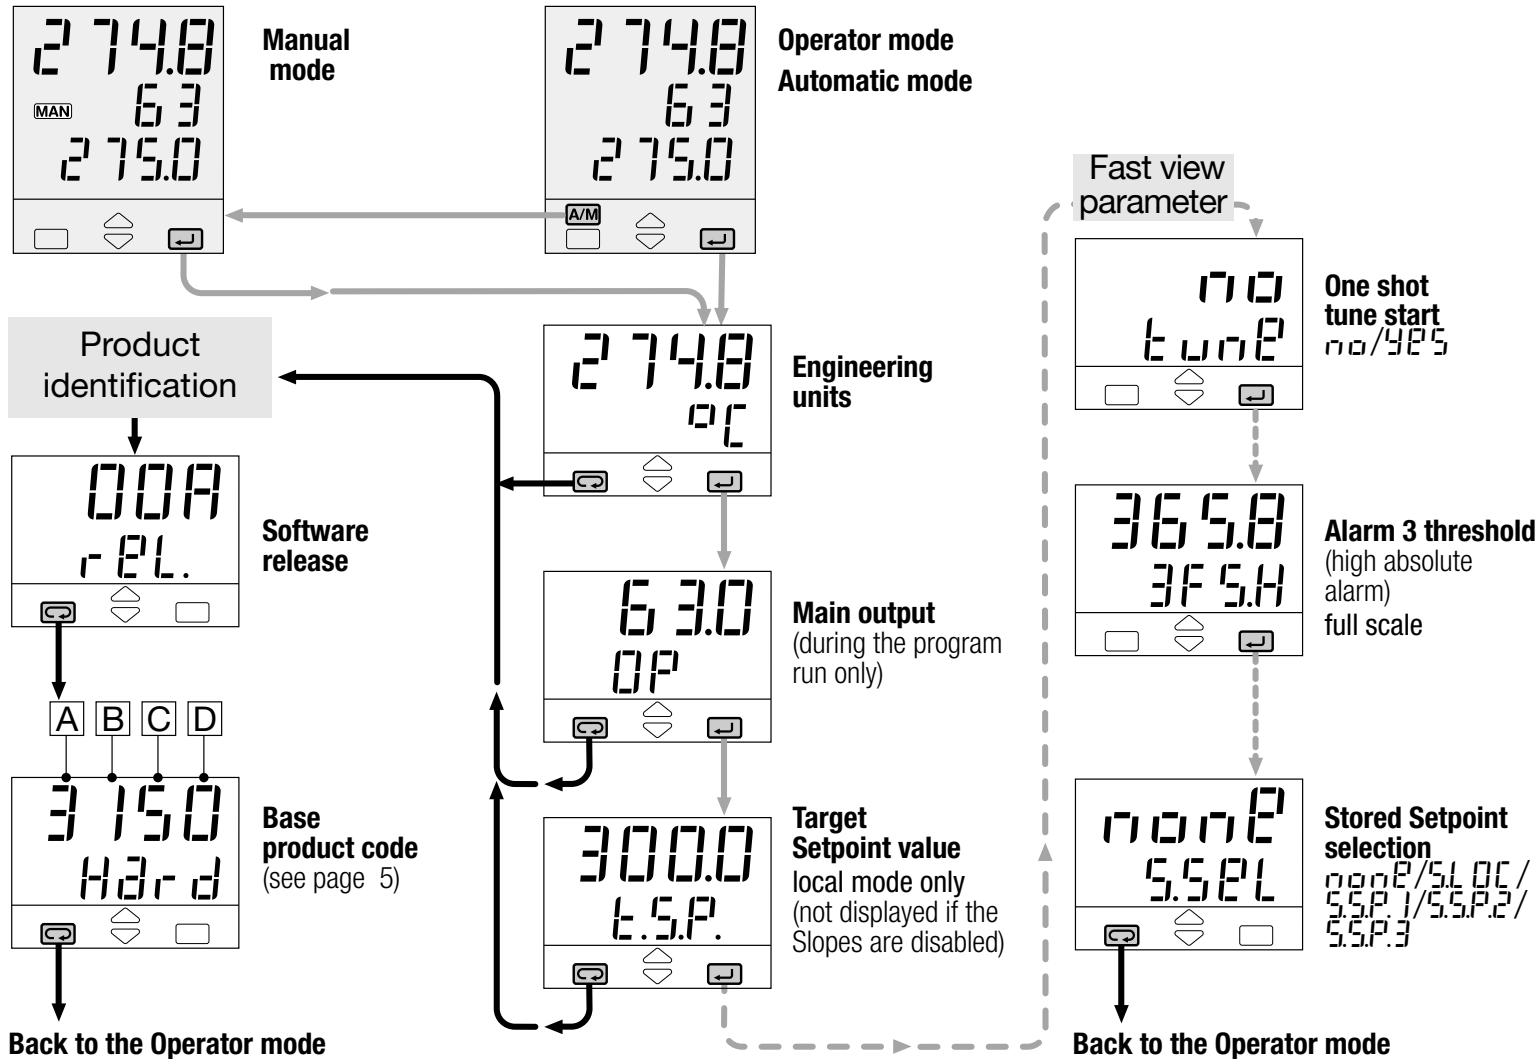 274.8
MAN 63
275.0
Manual
mode
274.8
63
275.0
A/M
Operator mode
Automatic mode
Product
identification
00A
rEL.
Software
release
A B C D
3150
Hard
Base
product code
(see page 5)
Back to the Operator mode
274.8
°C
Engineering
units
63.0
OP
Main output
(during the program
run only)
300.0
t.S.P.
Target
Setpoint value
local mode only
(not displayed if the
Slopes are disabled)
Fast view
parameter
no
tunE
One shot
tune start
no/YES
365.8
3FS.H
Alarm 3 threshold
(high absolute
alarm)
full scale
nonE
S.SEL
Stored Setpoint
selection
nonE/S.LOC/
S.S.P.1/S.S.P.2/
S.S.P.3
Back to the Operator mode